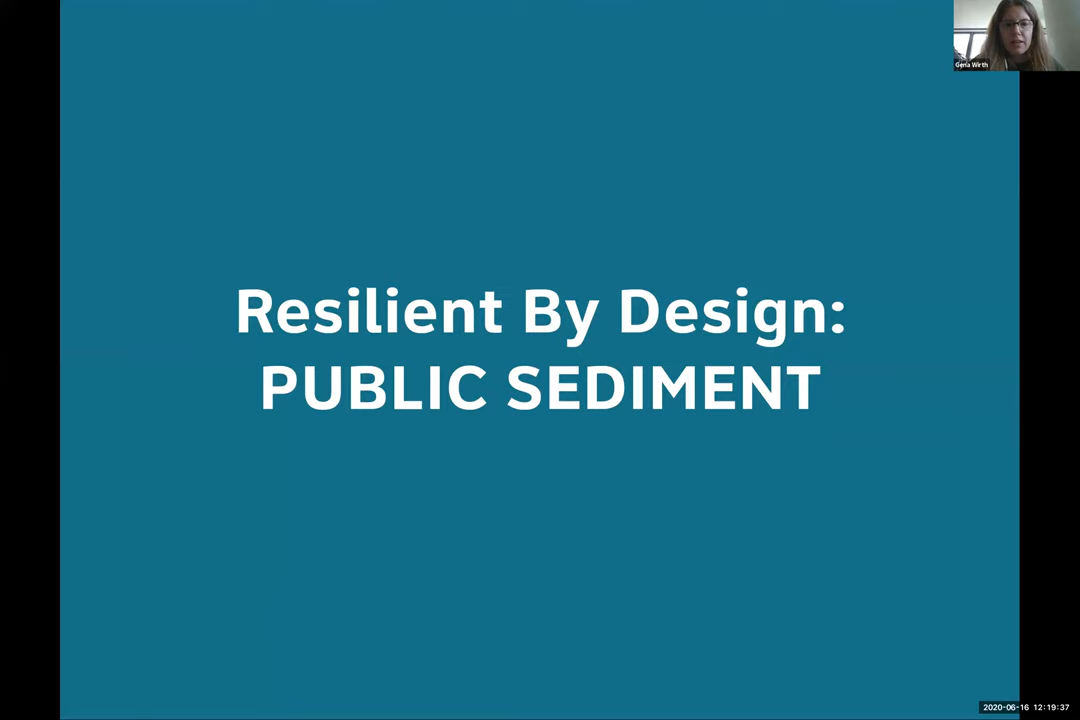 Gena Wirth
Resilient By Design:
PUBLIC SEDIMENT
2020-06-16 12:19:37